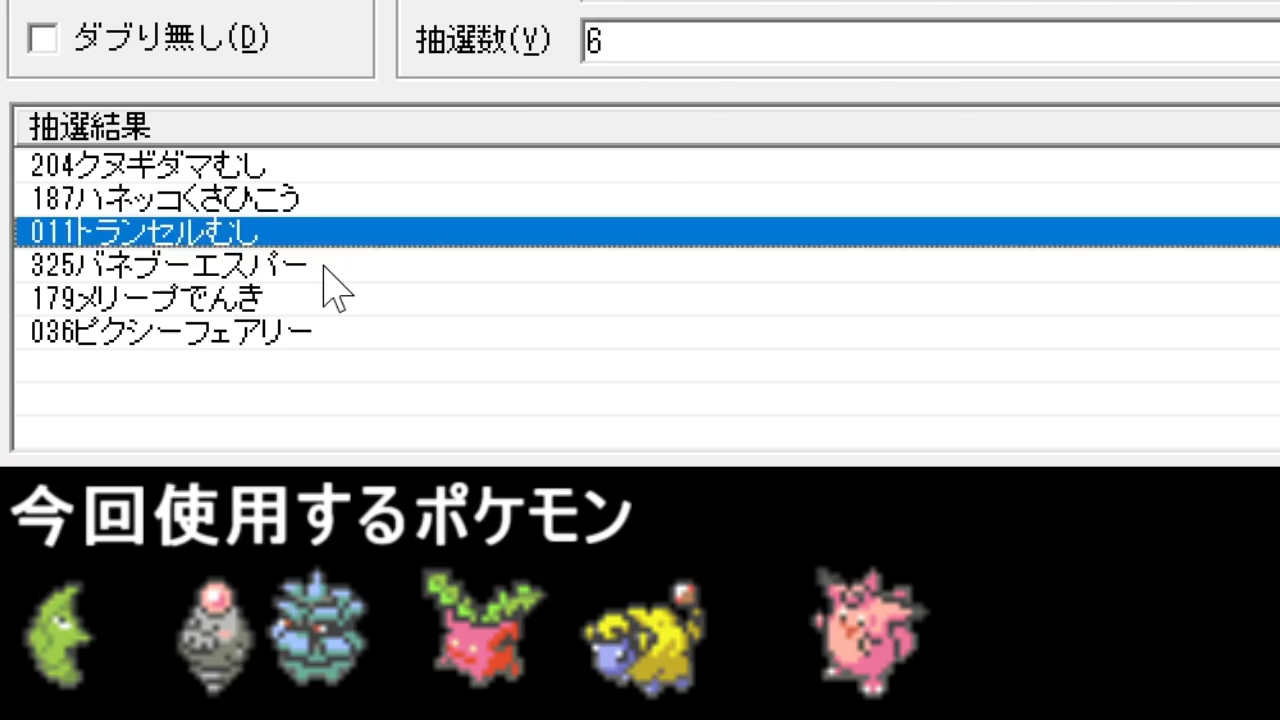 ダブり無し(D)
抽選数(V) 6
抽選結果
204クヌギダマむし
187ハネッコくさひこう
011トランセルむし
325バネブーエスパー
179メリープでんき
036ピクシーフェアリー
今回使用するポケモン